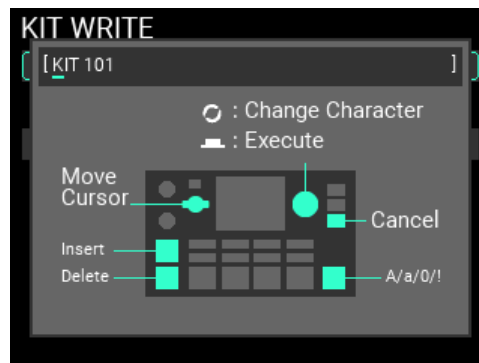 KIT WRITE
[ KIT 101 ]
: Change Character
: Execute
Move
Cursor
Cancel
Insert
Delete
A/a/0/!